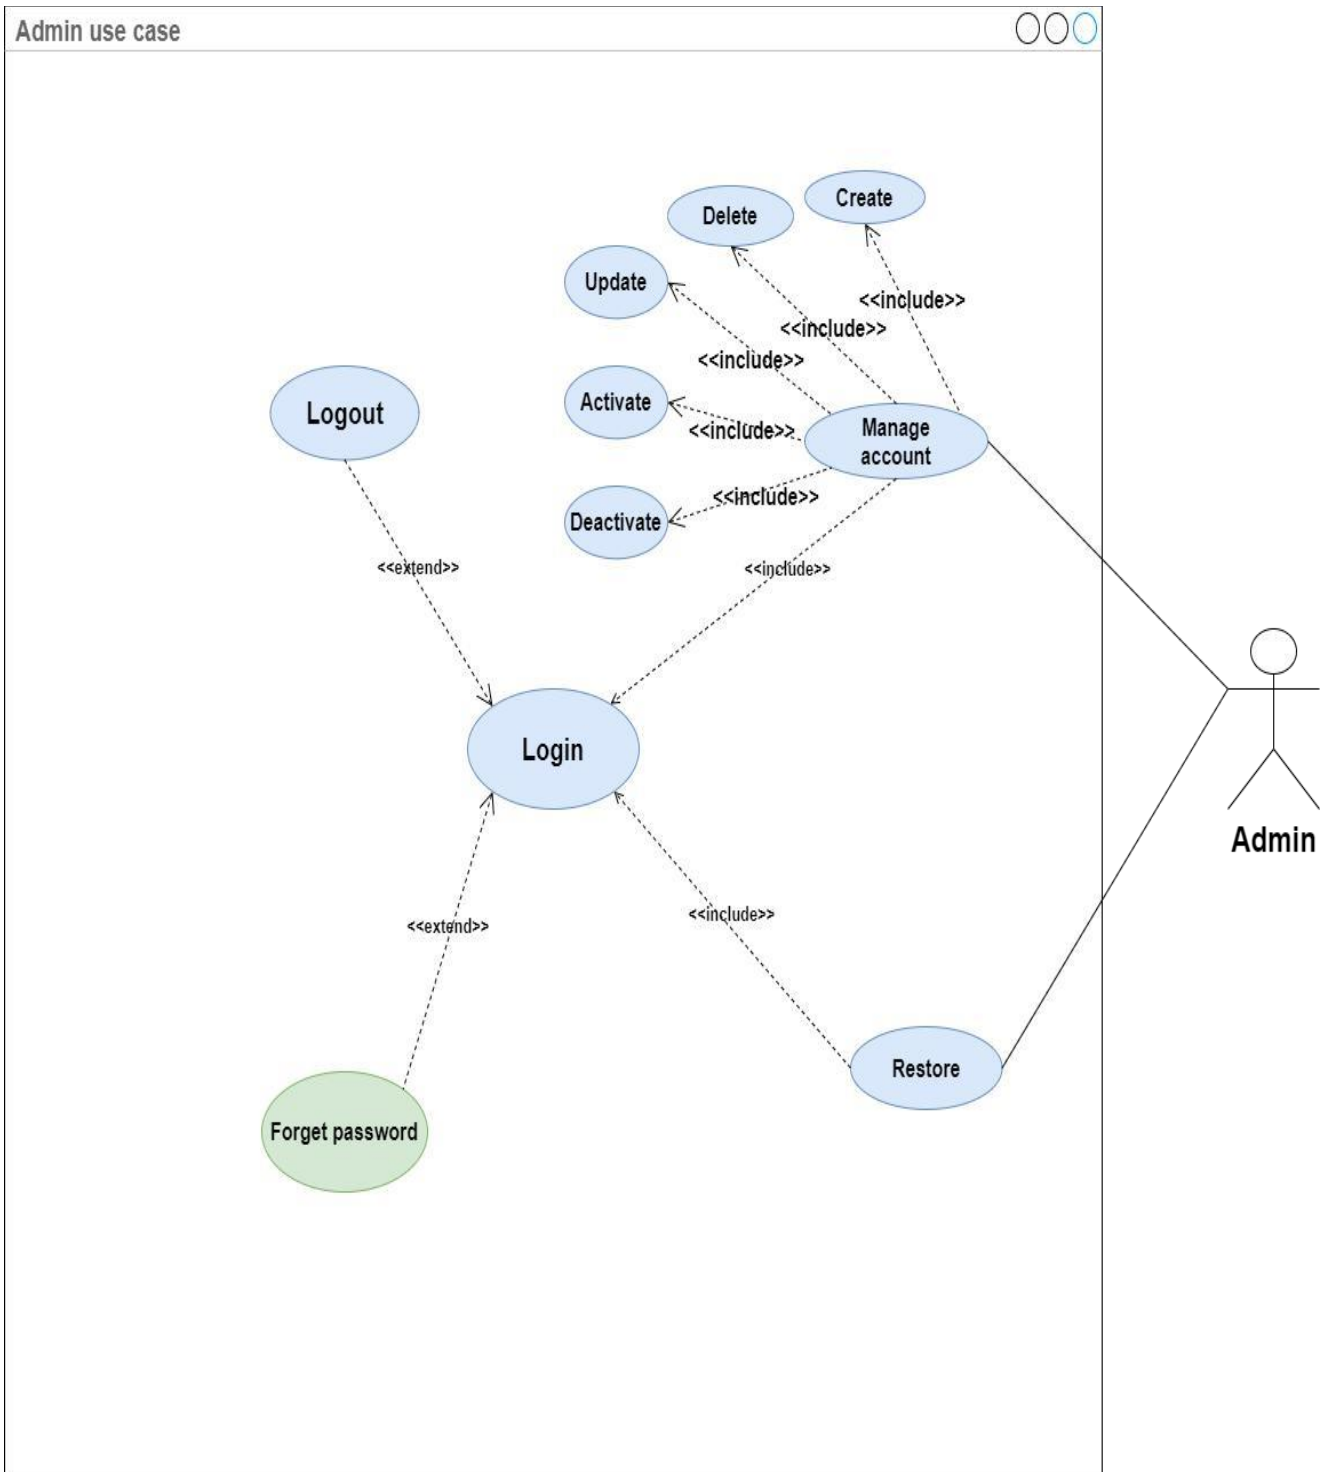 Admin use case
Create
Delete
Update
<<include>>
<<include>>
<<include>>
Activate
Logout
<<include>>
Manage
account
<<include>>
Deactivate
<<extend>>
<<include>>
Login
Admin
<<include>>
<<extend>>
Restore
Forget password